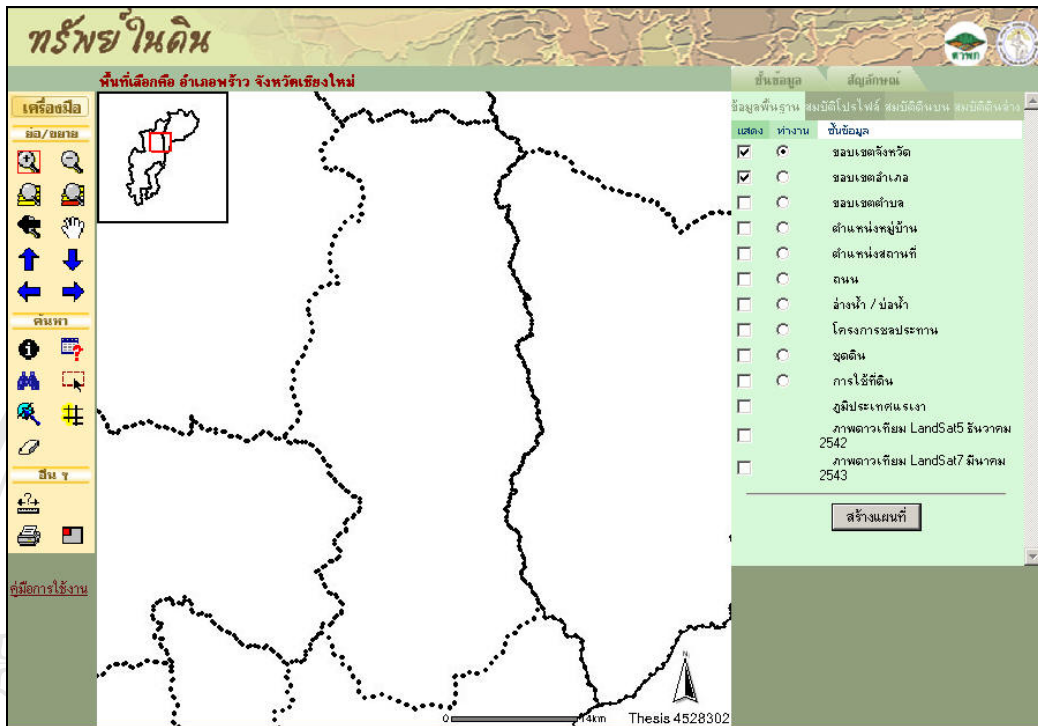 ทรัพย์ในดิน
สวพก
พื้นที่เลือกคือ อำเภอพร้าว จังหวัดเชียงใหม่
ชั้นข้อมูล
สัญลักษณ์
เครื่องมือ
ย่อ/ขยาย
ค้นหา
อื่น ๆ
คู่มือการใช้งาน
ข้อมูลพื้นฐาน สมบัติโปรไฟล์ สมบัติดินบน สมบัติดินล่าง
แสดง ทำงาน ชั้นข้อมูล
ขอบเขตจังหวัด
ขอบเขตอำเภอ
ขอบเขตตำบล
ตำแหน่งหมู่บ้าน
ตำแหน่งสถานที่
ถนน
อ่างน้ำ / บ่อน้ำ
โครงการชลประทาน
ชุดดิน
การใช้ที่ดิน
ภูมิประเทศแรเงา
ภาพดาวเทียม LandSat5 ธันวาคม
2542
ภาพดาวเทียม LandSat7 มีนาคม
2543
สร้างแผนที่
N
0 14km Thesis 4528302